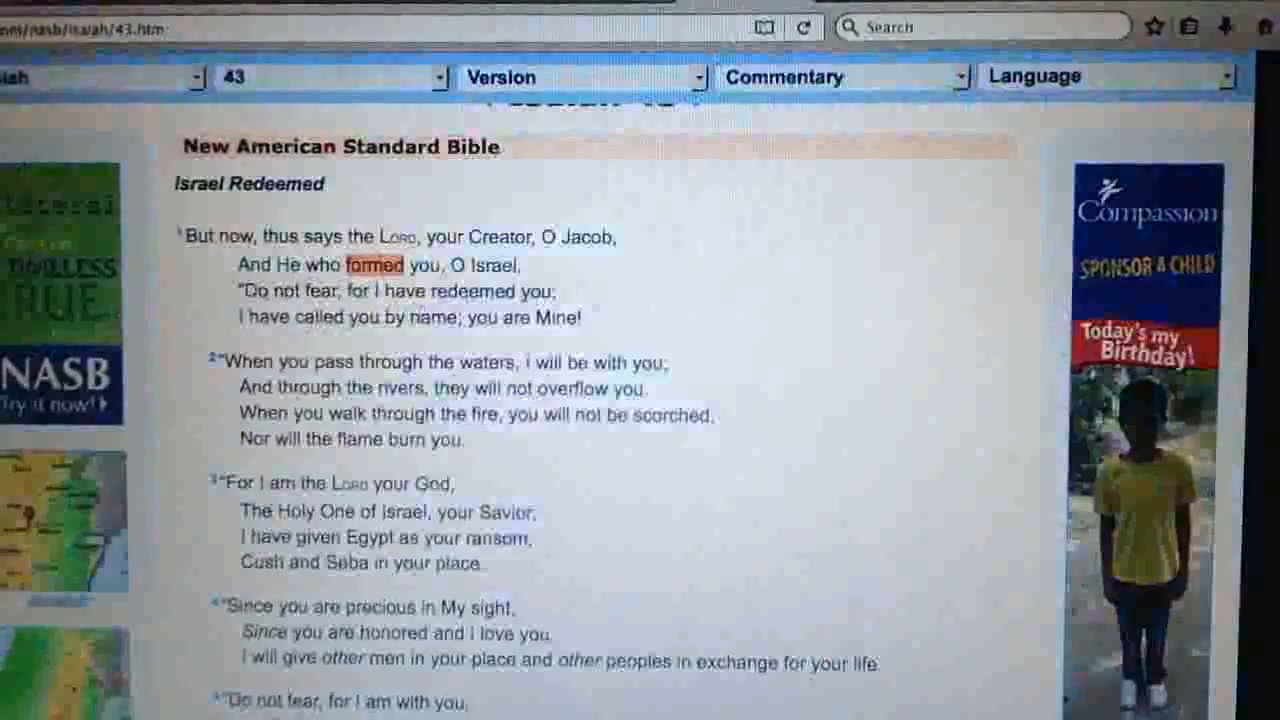 nni/nasb/isaiah/43.htm
Search
iah
43
Version
Commentary
Language
New American Standard Bible
Israel Redeemed
1But now, thus says the LORD, your Creator, O Jacob,
And He who formed you, O Israel,
"Do not fear, for I have redeemed you;
I have called you by name; you are Mine!
2"When you pass through the waters, I will be with you;
And through the rivers, they will not overflow you.
When you walk through the fire, you will not be scorched,
Nor will the flame burn you.
3"For I am the LORD your God,
The Holy One of Israel, your Savior;
I have given Egypt as your ransom,
Cush and Seba in your place.
4"Since you are precious in My sight,
Since you are honored and I love you,
I will give other men in your place and other peoples in exchange for your life.
5"Do not fear, for I am with you;
Literal
TIMELESS
RUE
NASB
Try it now!
Compassion
SPONSOR A CHILD
Today's my
Birthday!